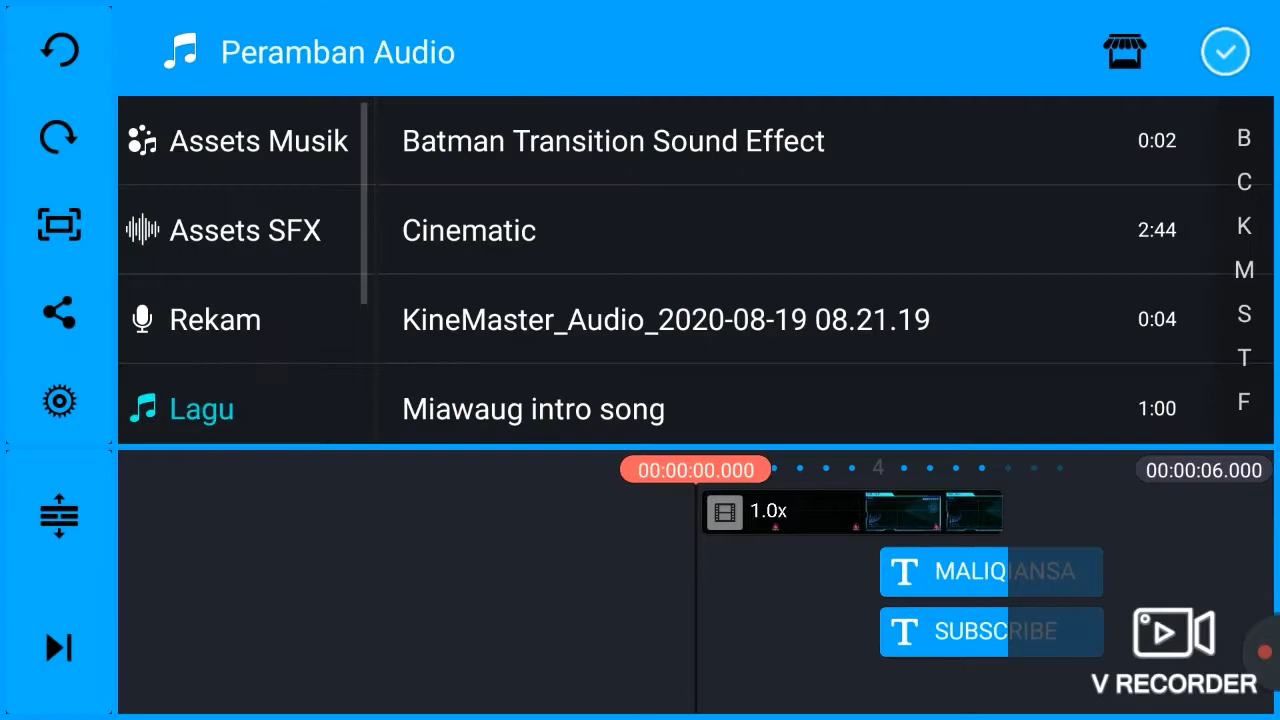 Peramban Audio
Assets Musik
Batman Transition Sound Effect
0:02
B
Assets SFX
Cinematic
2:44
C
K
M
Rekam
KineMaster_Audio_2020-08-19 08.21.19
0:04
S
T
Lagu
Miawaug intro song
1:00
F
00:00:00.000
4
00:00:06.000
1.0x
T MALIQIANSA
T SUBSCRIBE
V RECORDER